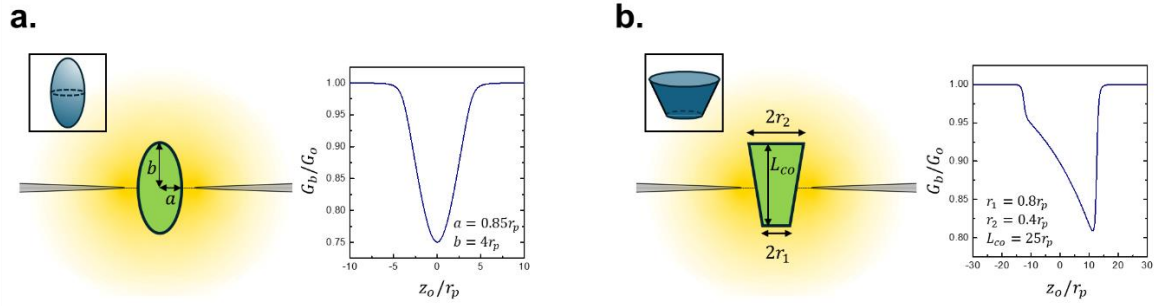 a.
b
a
G_b/G_o
1.00
0.95
0.90
0.85
0.80
0.75
a = 0.85r_p
b = 4r_p
-10
-5
0
5
10
z_o/r_p
b.
2r_2
L_co
2r_1
G_b/G_o
1.00
0.95
0.90
0.85
0.80
r_1 = 0.8r_p
r_2 = 0.4r_p
L_co = 25r_p
-30
-20
-10
0
10
20
30
z_o/r_p